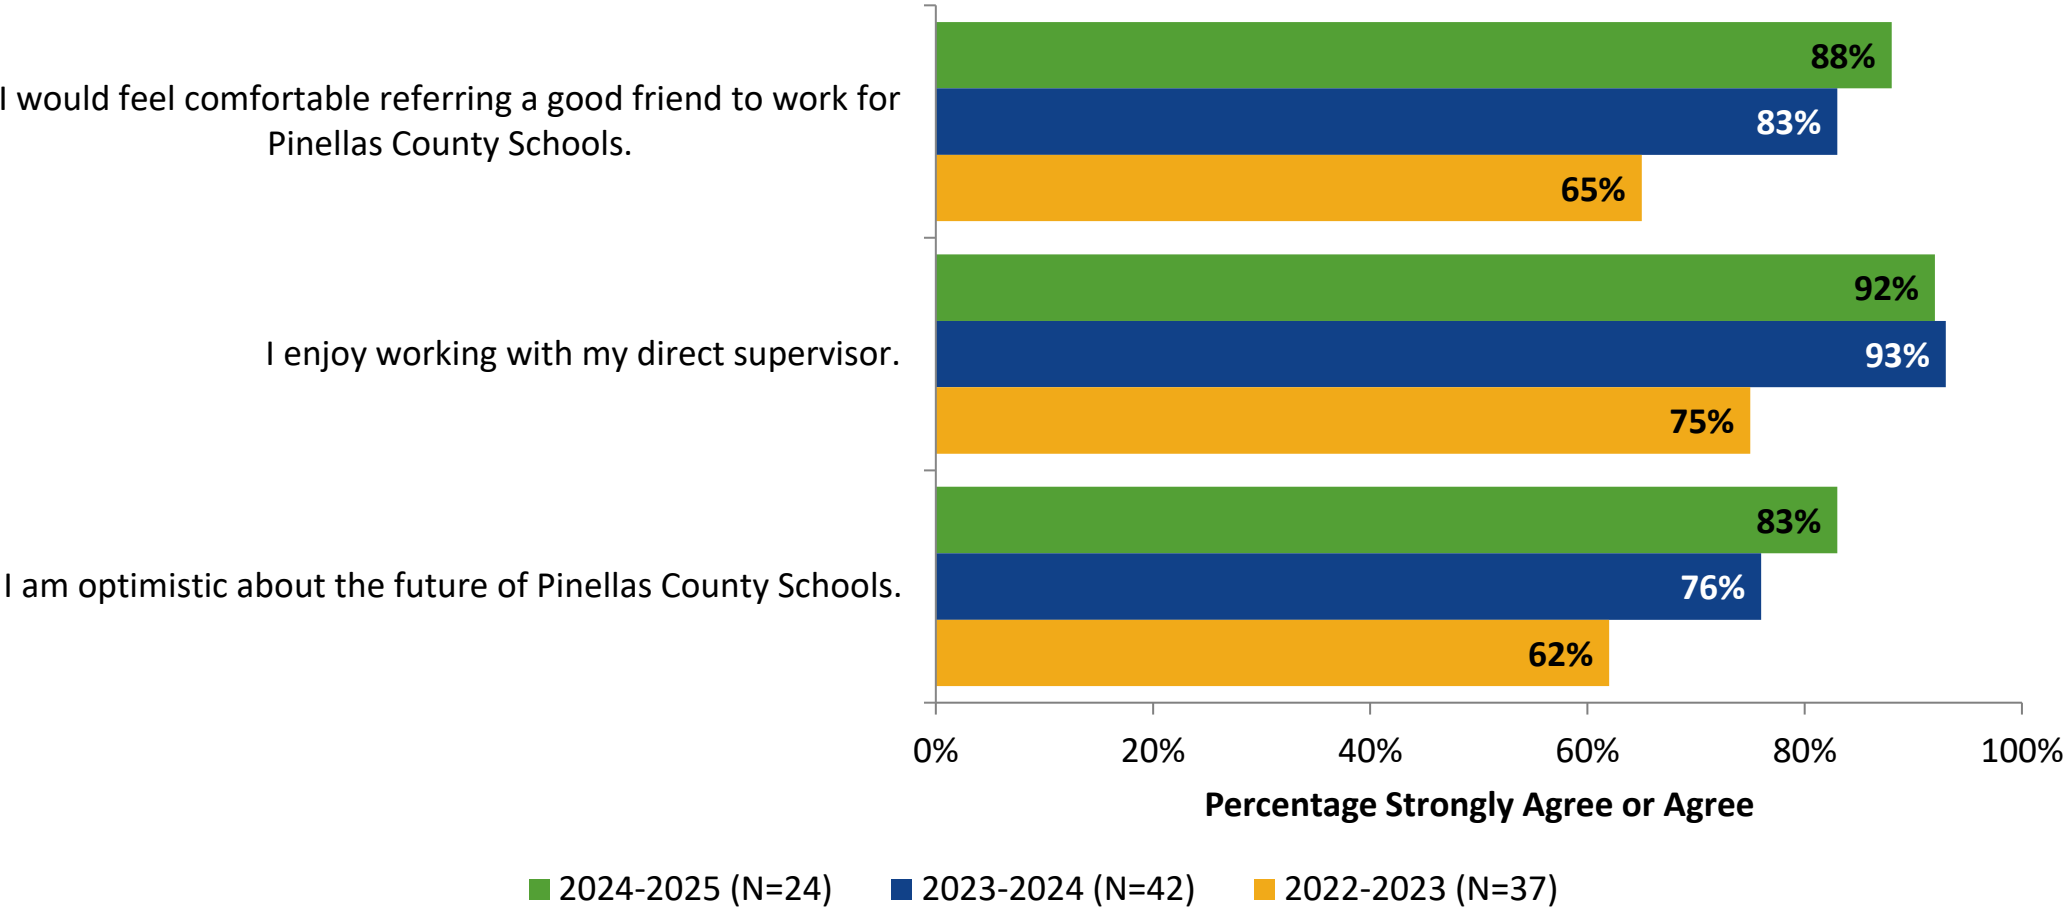 I would feel comfortable referring a good friend to work for
Pinellas County Schools.
88%
83%
65%
I enjoy working with my direct supervisor.
92%
93%
75%
I am optimistic about the future of Pinellas County Schools.
83%
76%
62%
0% 20% 40% 60% 80% 100%
Percentage Strongly Agree or Agree
2024-2025 (N=24) 2023-2024 (N=42) 2022-2023 (N=37)